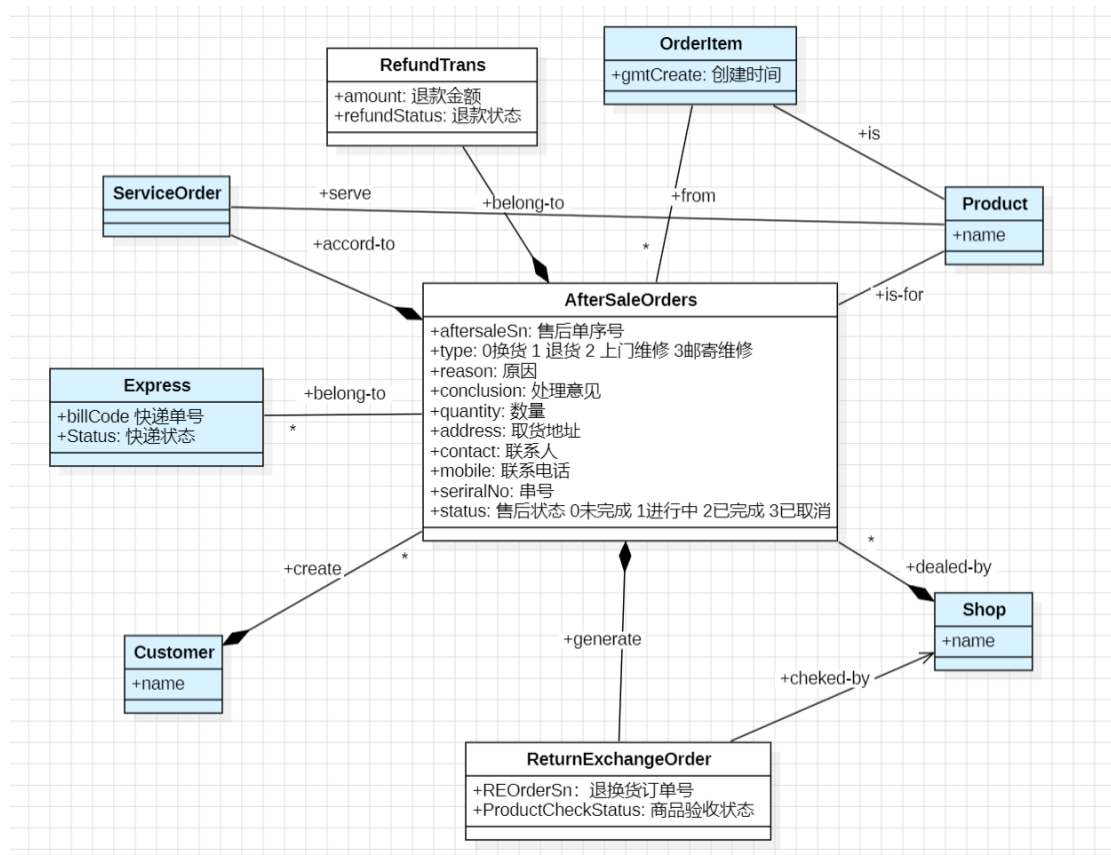 OrderItem
+gmtCreate: 创建时间
RefundTrans
+amount: 退款金额
+refundStatus: 退款状态
+is
ServiceOrder
+serve
+belong-to
+from
Product
+name
+accord-to
*
+is-for
AfterSaleOrders
+aftersaleSn: 售后单序号
+type: 0换货 1 退货 2 上门维修 3邮寄维修
+reason: 原因
+conclusion: 处理意见
+quantity: 数量
+address: 取货地址
+contact: 联系人
+mobile: 联系电话
+seriralNo: 串号
+status: 售后状态 0未完成 1进行中 2已完成 3已取消
Express
+billCode 快递单号
+Status: 快递状态
+belong-to
*
*
+create
*
+dealed-by
Shop
+name
Customer
+name
+generate
+cheked-by
ReturnExchangeOrder
+REOrderSn：退换货订单号
+ProductCheckStatus: 商品验收状态